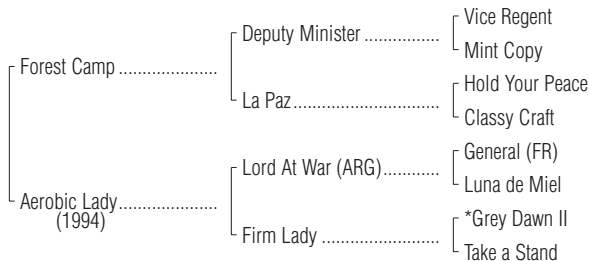 Vice Regent
Deputy Minister ................
Mint Copy
Forest Camp .....................
Hold Your Peace
La Paz...............................
Classy Craft
General (FR)
Lord At War (ARG)............
Luna de Miel
Aerobic Lady.....................
(1994)
*Grey Dawn II
Firm Lady .........................
Take a Stand